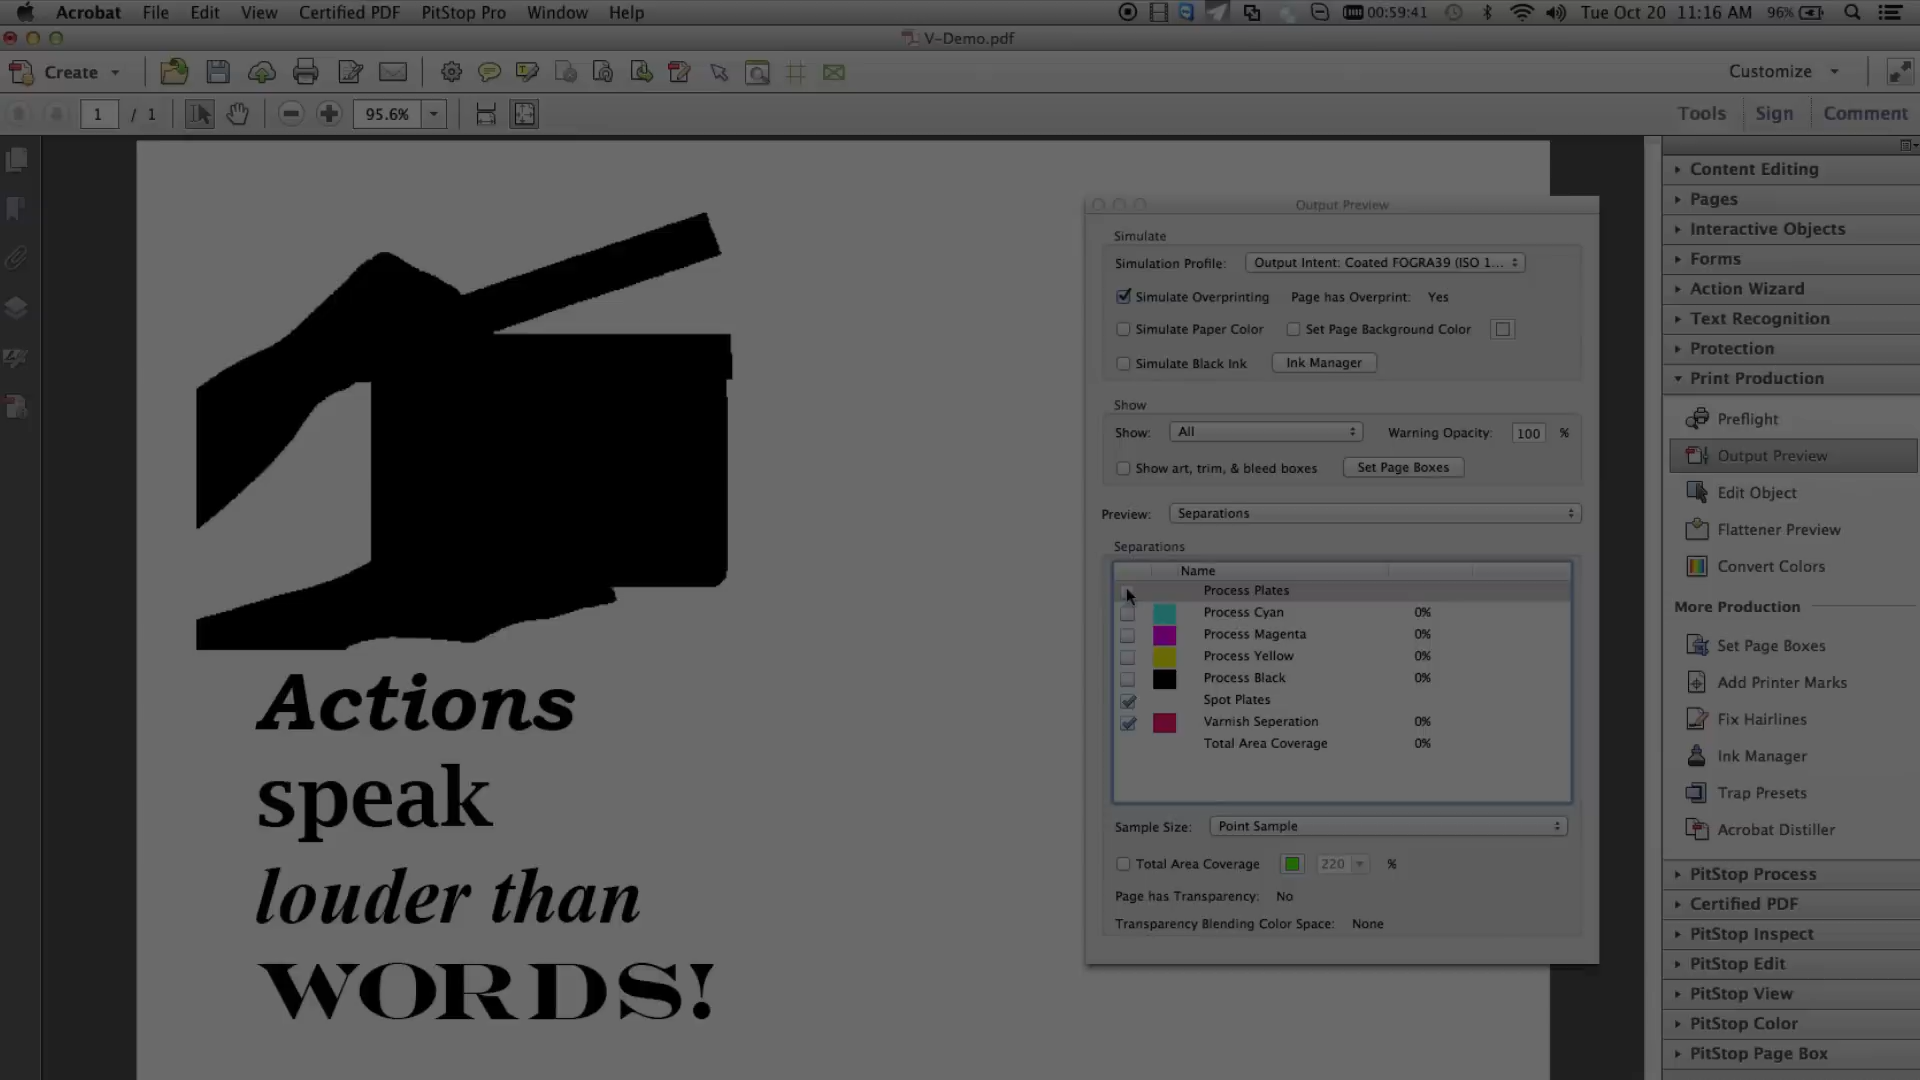 Acrobat File Edit View Certified PDF PitStop Pro Window Help 00:59:41 Tue Oct 20 11:16 AM 96%
V-Demo.pdf
Create Customize
1 / 1 95.6% Tools Sign Comment
Content Editing
Pages
Interactive Objects
Forms
Action Wizard
Text Recognition
Protection
Print Production
Preflight
Output Preview
Edit Object
Flattener Preview
Convert Colors
More Production
Set Page Boxes
Add Printer Marks
Fix Hairlines
Ink Manager
Trap Presets
Acrobat Distiller
PitStop Process
Certified PDF
PitStop Inspect
PitStop Edit
PitStop View
PitStop Color
PitStop Page Box
Output Preview
Simulate
Simulation Profile: Output Intent: Coated FOGRA39 (ISO 1...
Simulate Overprinting Page has Overprint: Yes
Simulate Paper Color Set Page Background Color
Simulate Black Ink Ink Manager
Show
Show: All Warning Opacity: 100 %
Show art, trim, & bleed boxes Set Page Boxes
Preview: Separations
Separations
Name
Process Plates
Process Cyan 0%
Process Magenta 0%
Process Yellow 0%
Process Black 0%
Spot Plates
Varnish Seperation 0%
Total Area Coverage 0%
Sample Size: Point Sample
Total Area Coverage 220 %
Page has Transparency: No
Transparency Blending Color Space: None
Actions
speak
louder than
WORDS!